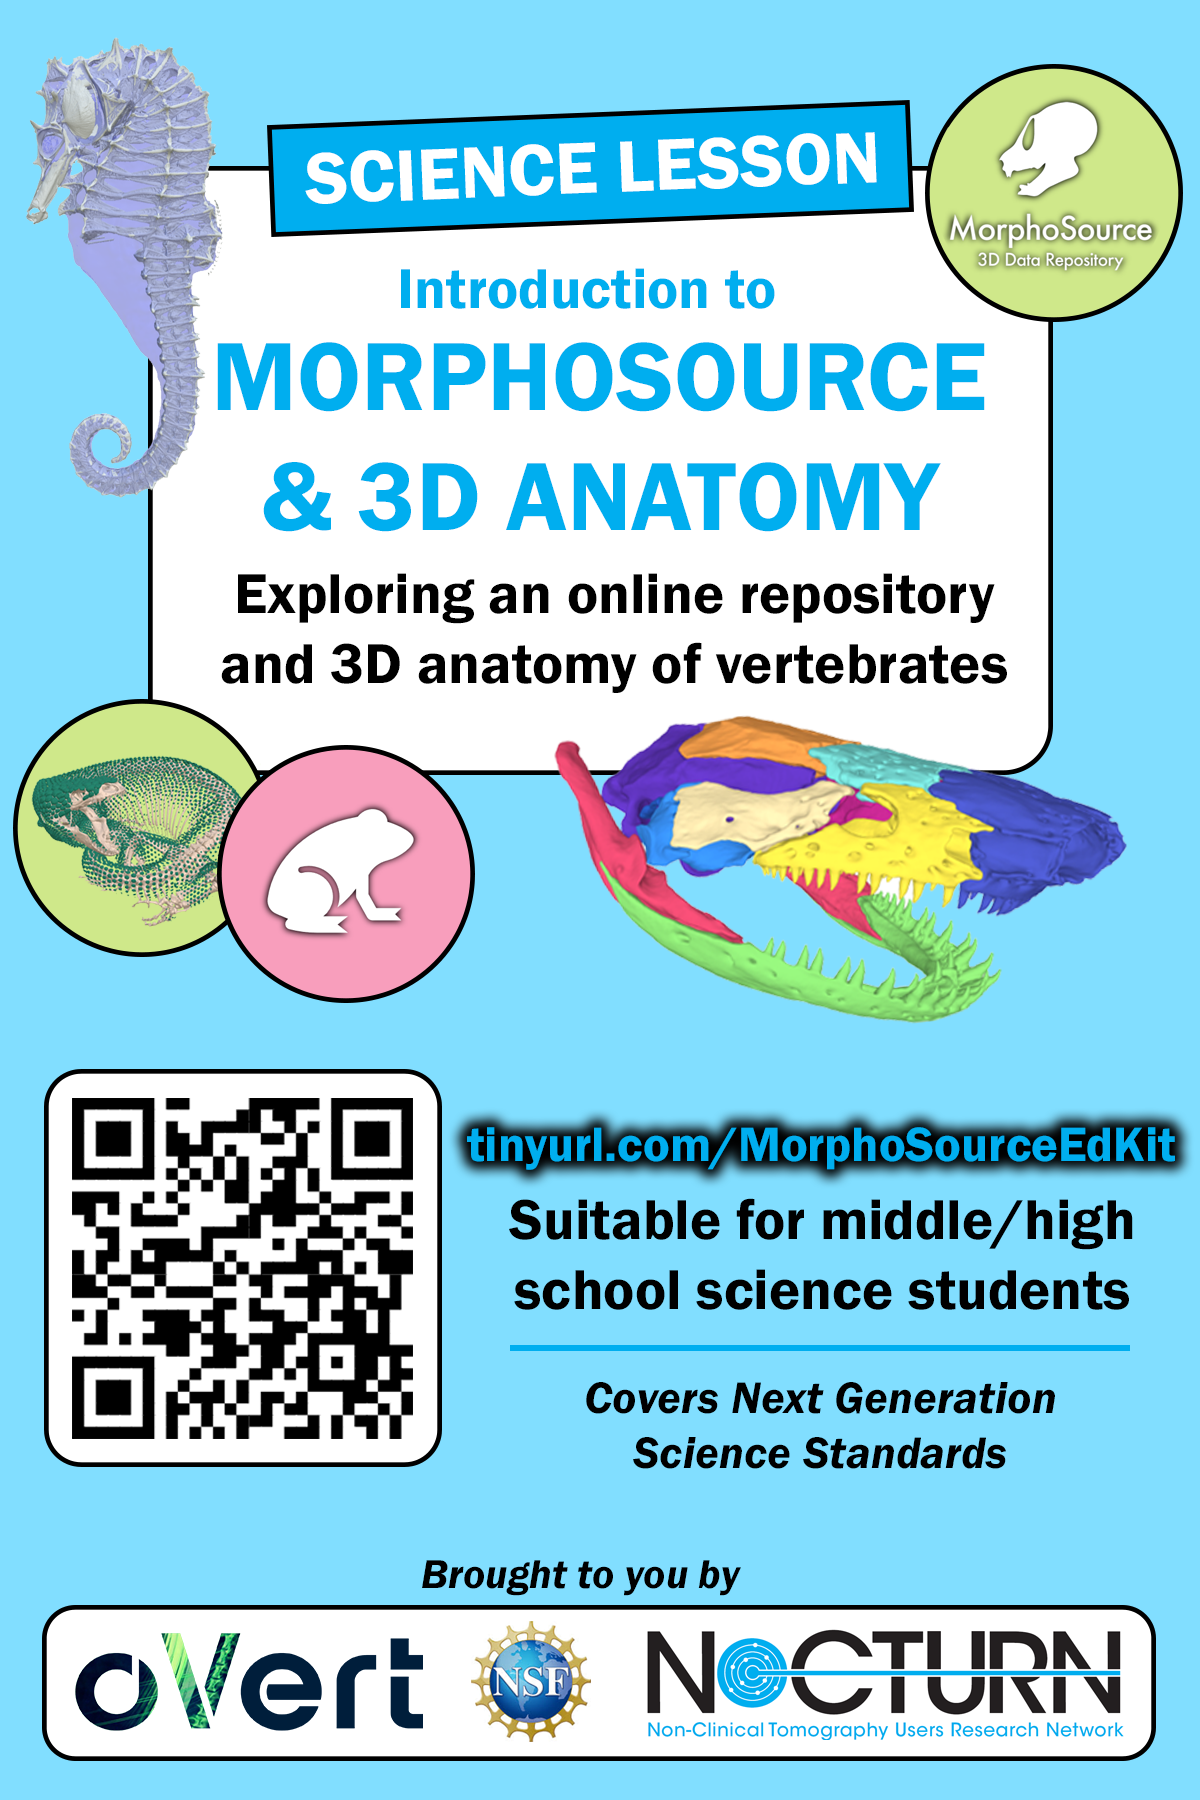 SCIENCE LESSON
MorphoSource
3D Data Repository
Introduction to
MORPHOSOURCE
& 3D ANATOMY
Exploring an online repository
and 3D anatomy of vertebrates
tinyurl.com/MorphoSourceEdKit
Suitable for middle/high
school science students
Covers Next Generation
Science Standards
Brought to you by
oVert
NSF
NOCTURN
Non-Clinical Tomography Users Research Network